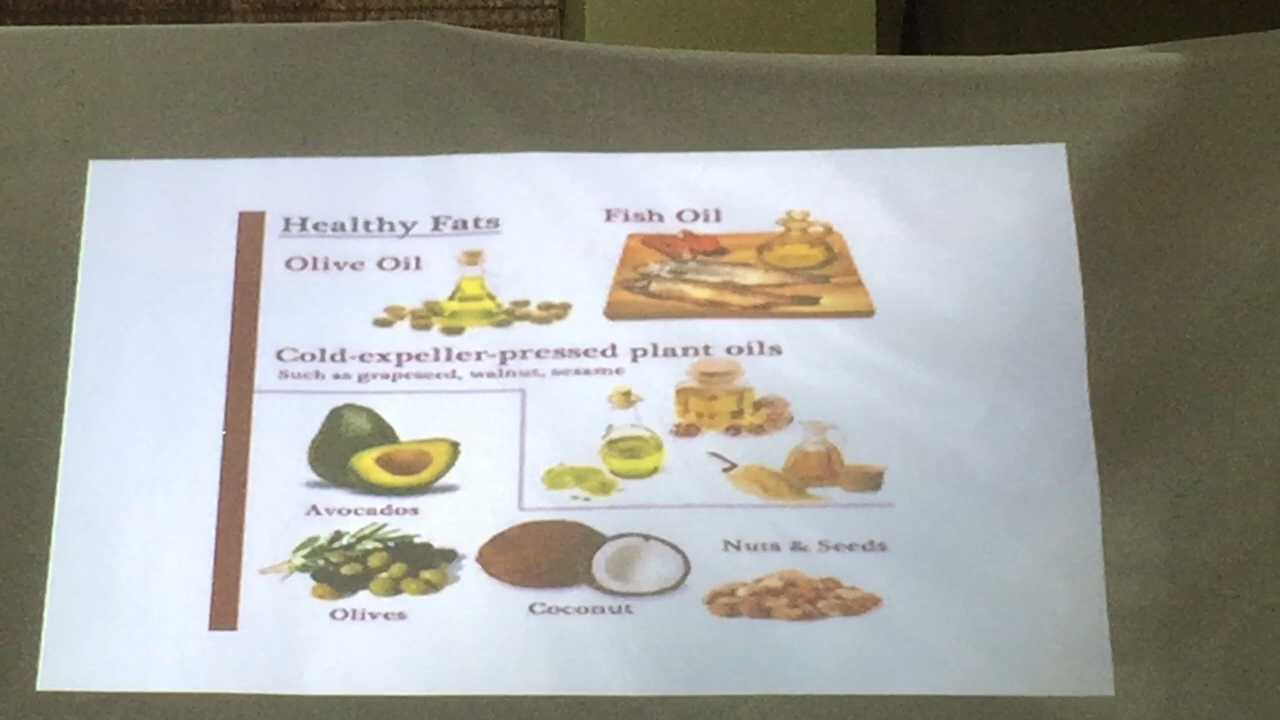 Healthy Fats
Fish Oil
Olive Oil
Cold-expeller-pressed plant oils
Such as grapeseed, walnut, sesame
Avocados
Nuts & Seeds
Olives
Coconut